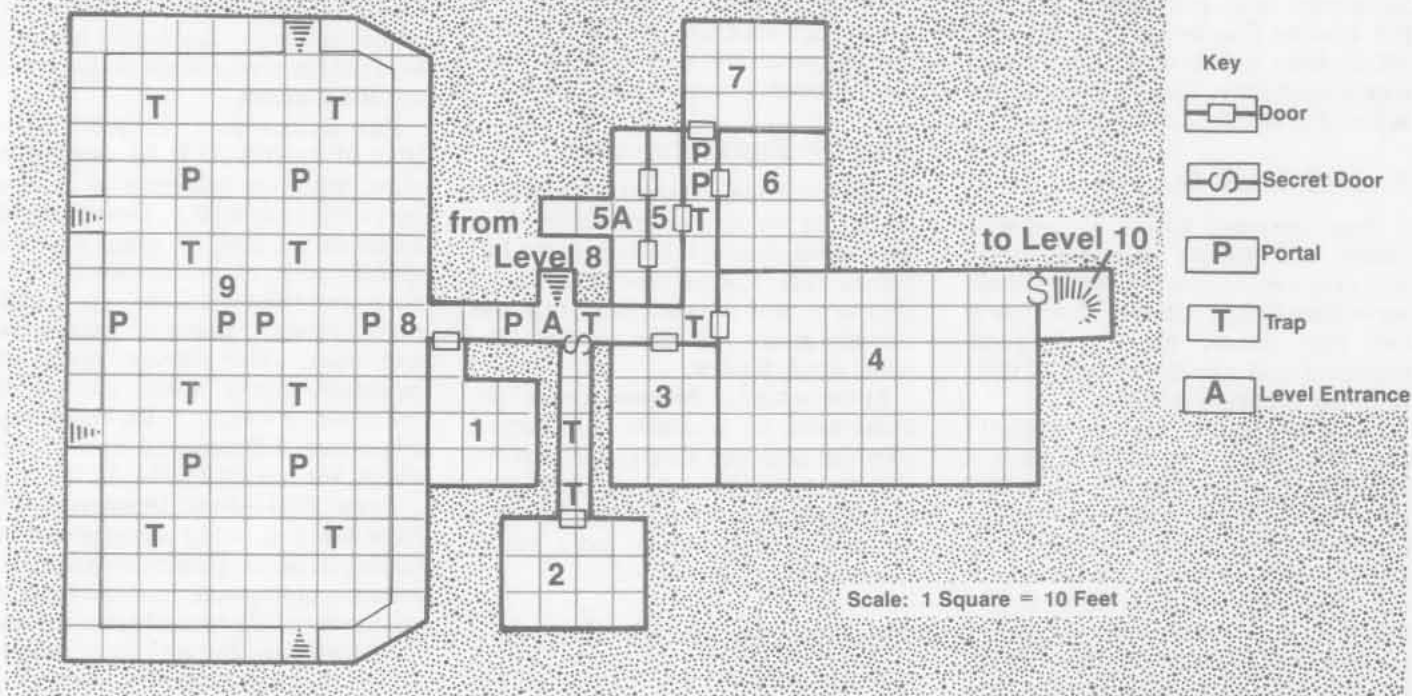 T T
P P
T T
9
P P P P 8 P A T T
T T
P P
T T
from
Level 8
7
P
P 6
5A 5 T
to Level 10
S
S
4
3
1
T
T
2
Scale: 1 Square = 10 Feet
Key
Door
S Secret Door
P Portal
T Trap
A Level Entrance